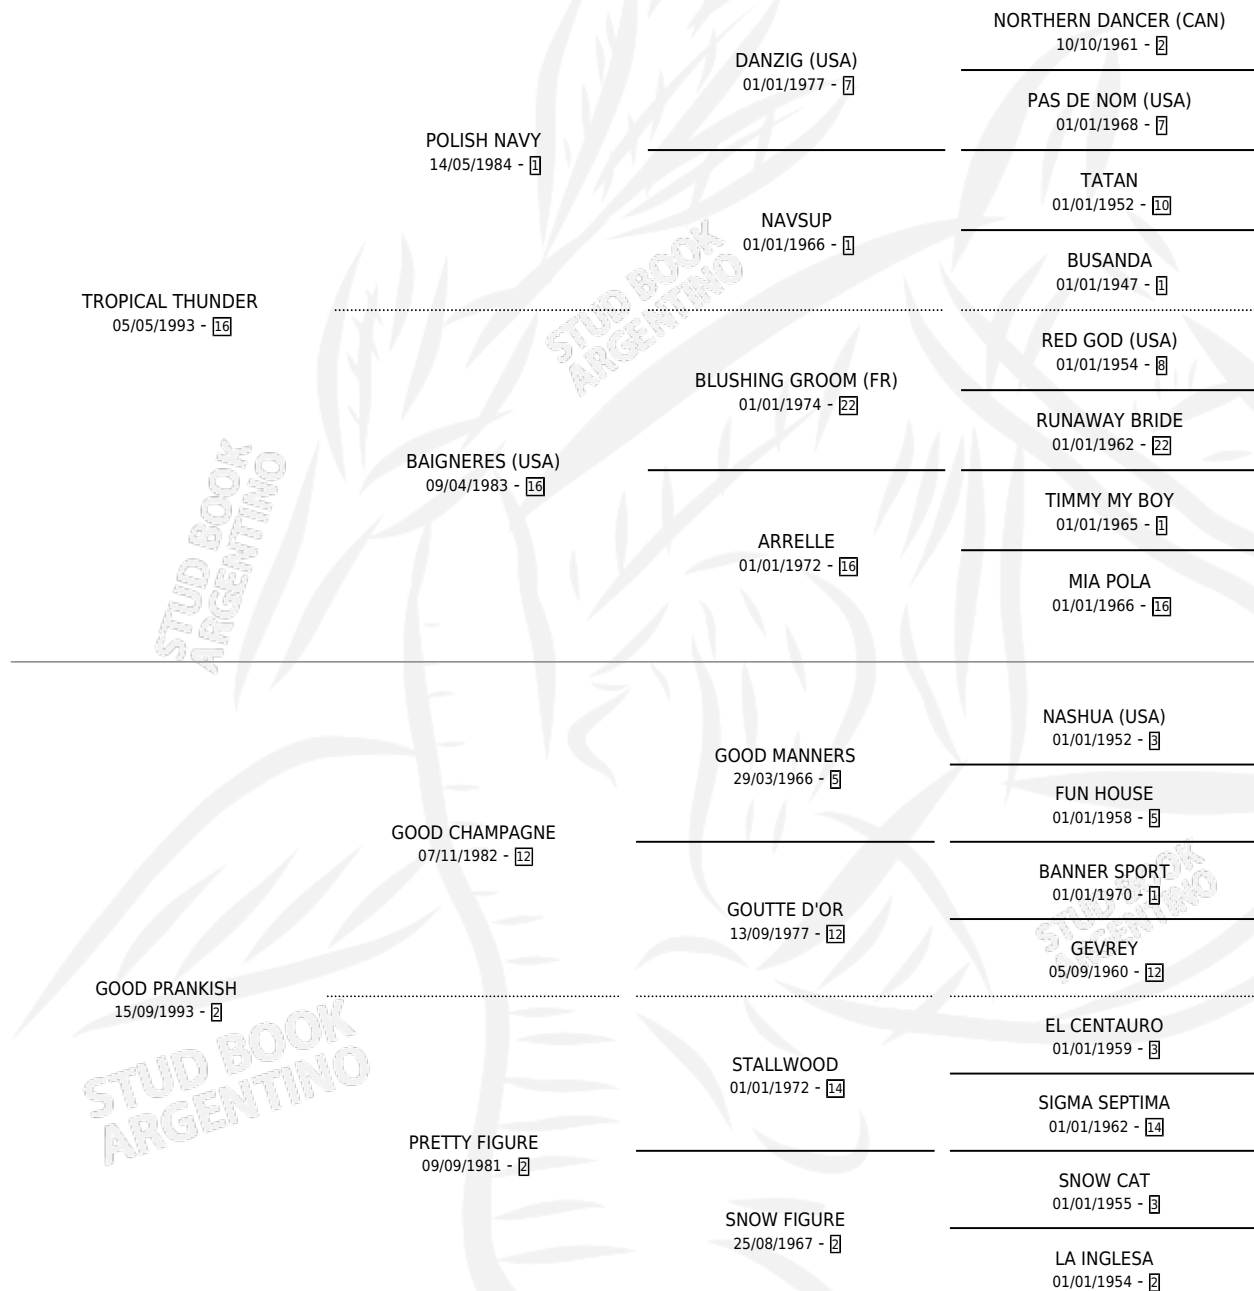 NORTHERN DANCER (CAN)
10/10/1961 - 2
DANZIG (USA)
01/01/1977 - 7
PAS DE NOM (USA)
01/01/1968 - 7
POLISH NAVY
14/05/1984 - 1
TATAN
01/01/1952 - 10
NAVSUP
01/01/1966 - 1
BUSANDA
01/01/1947 - 1
TROPICAL THUNDER
05/05/1993 - 16
RED GOD (USA)
01/01/1954 - 8
BLUSHING GROOM (FR)
01/01/1974 - 22
RUNAWAY BRIDE
01/01/1962 - 22
BAIGNERES (USA)
09/04/1983 - 16
TIMMY MY BOY
01/01/1965 - 1
ARRELLE
01/01/1972 - 16
MIA POLA
01/01/1966 - 16
STUD BOOK
ARGENTINO
STUD BOOK
ARGENTINO
NASHUA (USA)
01/01/1952 - 3
GOOD MANNERS
29/03/1966 - 5
FUN HOUSE
01/01/1958 - 5
GOOD CHAMPAGNE
07/11/1982 - 12
BANNER SPORT
01/01/1970 - 1
GOUTTE D'OR
13/09/1977 - 12
GEVREY
05/09/1960 - 12
GOOD PRANKISH
15/09/1993 - 2
EL CENTAURO
01/01/1959 - 3
STALLWOOD
01/01/1972 - 14
SIGMA SEPTIMA
01/01/1962 - 14
PRETTY FIGURE
09/09/1981 - 2
SNOW CAT
01/01/1955 - 3
SNOW FIGURE
25/08/1967 - 2
LA INGLESA
01/01/1954 - 2
STUD BOOK
ARGENTINO
STUD BOOK
ARGENTINO